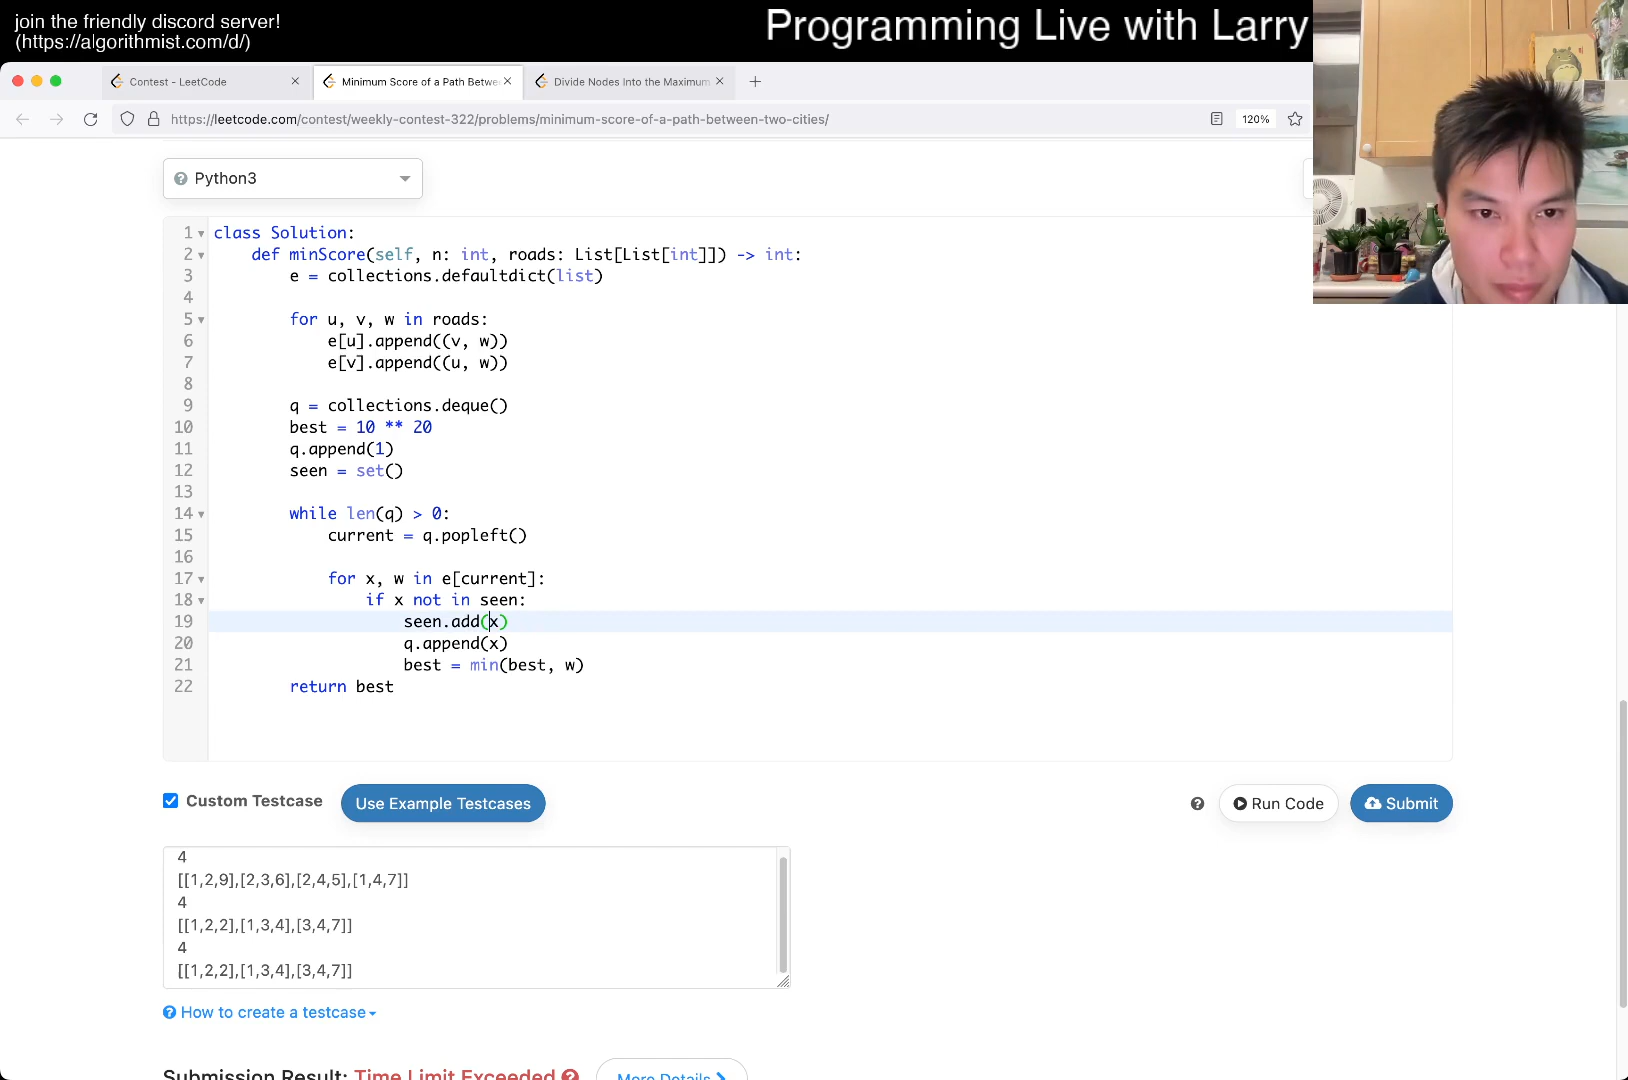 join the friendly discord server!
(https://algorithmist.com/d/)
Programming Live with Larry
Contest - LeetCode
Minimum Score of a Path Betwe
Divide Nodes Into the Maximum
https://leetcode.com/contest/weekly-contest-322/problems/minimum-score-of-a-path-between-two-cities/
120%
Python3
1 class Solution:
2     def minScore(self, n: int, roads: List[List[int]]) -> int:
3         e = collections.defaultdict(list)
4
5         for u, v, w in roads:
6             e[u].append((v, w))
7             e[v].append((u, w))
8
9         q = collections.deque()
10         best = 10 ** 20
11         q.append(1)
12         seen = set()
13
14         while len(q) > 0:
15             current = q.popleft()
16
17             for x, w in e[current]:
18                 if x not in seen:
19                     seen.add(x)
20                     q.append(x)
21                     best = min(best, w)
22         return best
Custom Testcase
Use Example Testcases
Run Code
Submit
4
[[1,2,9],[2,3,6],[2,4,5],[1,4,7]]
4
[[1,2,2],[1,3,4],[3,4,7]]
4
[[1,2,2],[1,3,4],[3,4,7]]
How to create a testcase
Submission Result: Time Limit Exceeded
More Details